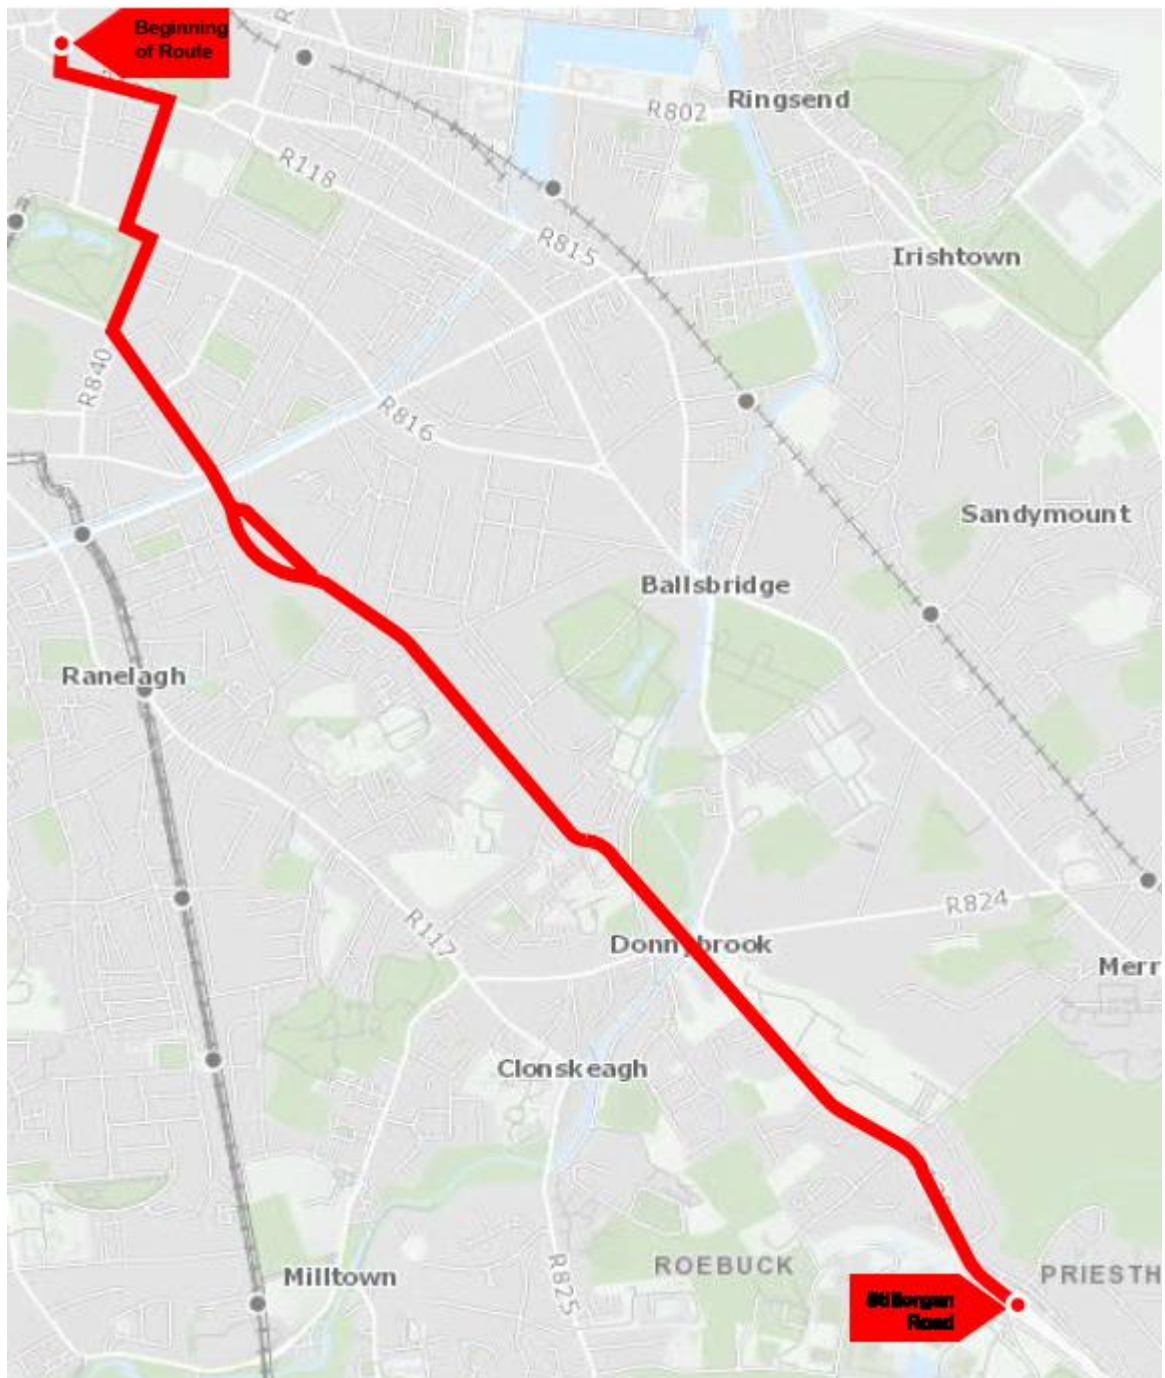 Beginning
of Route
R802
Ringsend
R118
R815
Irishtown
R840
R816
Sandymount
Ballsbridge
Ranelagh
R824
R117
Donnybrook
Merr
Clonskeagh
ROEBUCK
PRIESTH
Milltown
R825
Stillorgan
Road